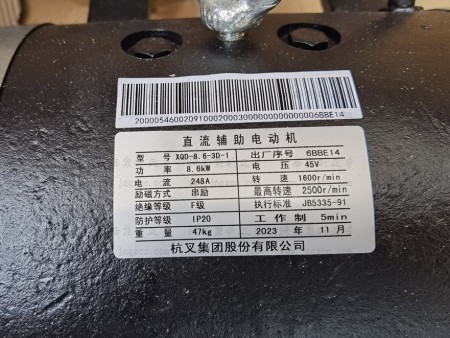 200005460020910002000300000000000006BBE14
直流辅助电动机
型号 XQD-8.6-3D-1 出厂序号 6BBE14
功率 8.6kW 电压 45V
电流 248A 转速 1600r/min
励磁方式 串励 最高转速 2500r/min
绝缘等级 F级 执行标准 JB5335-91
防护等级 IP20 工作制 5min
重量 47kg 2023 年 11 月
杭叉集团股份有限公司